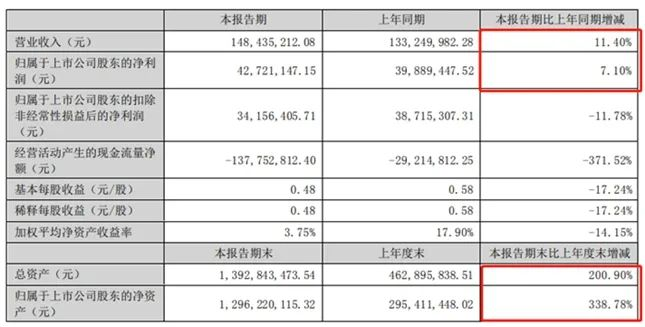 本报告期 上年同期 本报告期比上年同期增减
营业收入（元） 148,435,212.08 133,249,982.28 11.40%
归属于上市公司股东的净利
润（元） 42,721,147.15 39,889,447.52 7.10%
归属于上市公司股东的扣除
非经常性损益后的净利润
（元） 34,156,405.71 38,715,307.31 -11.78%
经营活动产生的现金流量净
额（元） -137,752,812.40 -29,214,812.25 -371.52%
基本每股收益（元/股） 0.48 0.58 -17.24%
稀释每股收益（元/股） 0.48 0.58 -17.24%
加权平均净资产收益率 3.75% 17.90% -14.15%
本报告期末 上年度末 本报告期末比上年度末增减
总资产（元） 1,392,843,473.54 462,895,838.51 200.90%
归属于上市公司股东的净资
产（元） 1,296,220,115.32 295,411,448.02 338.78%